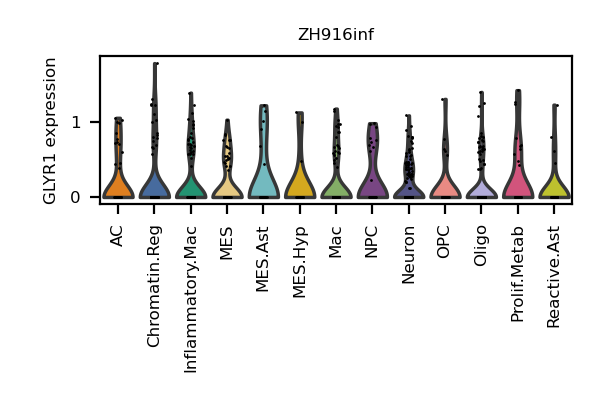 ZH916inf
GLYR1 expression
1
0
AC
Chromatin.Reg
Inflammatory.Mac
MES
MES.Ast
MES.Hyp
Mac
NPC
Neuron
OPC
Oligo
Prolif.Metab
Reactive.Ast